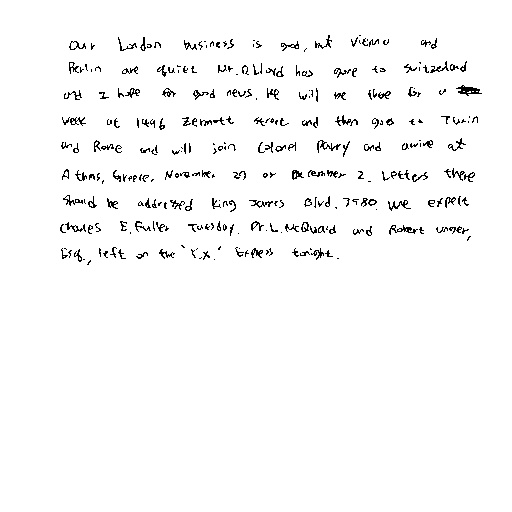 Our London business is good, but Vienna and
Berlin are quiet. Mr. D. Lloyd has gone to Switzerland
and I hope for good news. He will be there for a
week at 1496 Zermott street and then goes to Turin
and Rome and will join Colonel Parry and arrive at
Athens, Greece, November 27 or December 2. Letters there
should be addressed King James Blvd. 3580. We expect
Charles E. Fuller Tuesday. Dr. L. McQuaid and Robert Unger,
Esq., left on the "Y.X." Express tonight.